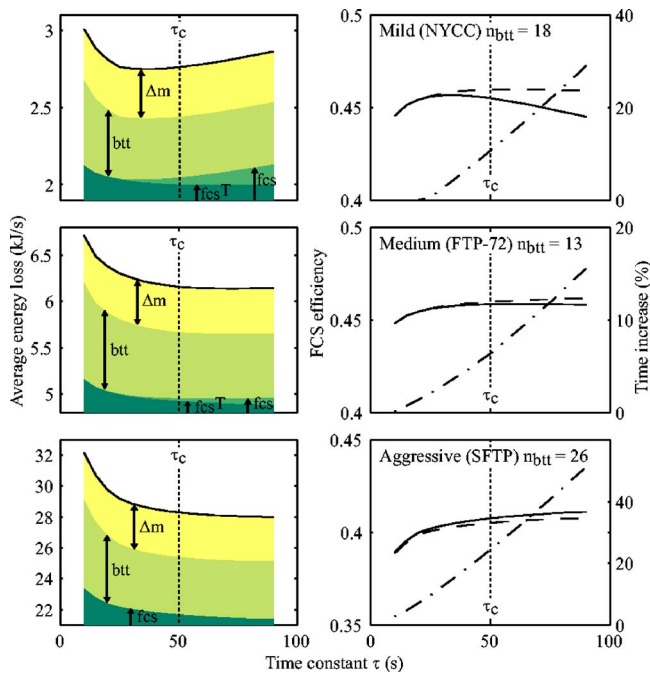 3
2.5
2
τc
Δm
btt
fcsT
fcs
0.5
0.45
0.4
Mild (NYCC) nbtt = 18
τc
40
20
0
Average energy loss (kJ/s)
6.5
6
5.5
5
4.8
τc
Δm
btt
fcsT
fcs
FCS efficiency
0.5
0.45
0.4
Medium (FTP-72) nbtt = 13
τc
20
10
0
Time increase (%)
32
30
28
26
24
22
τc
Δm
btt
fcs
0 50 100
0.45
0.4
0.35
Aggressive (SFTP) nbtt = 26
τc
40
20
0
0 50 100
Time constant τ (s)